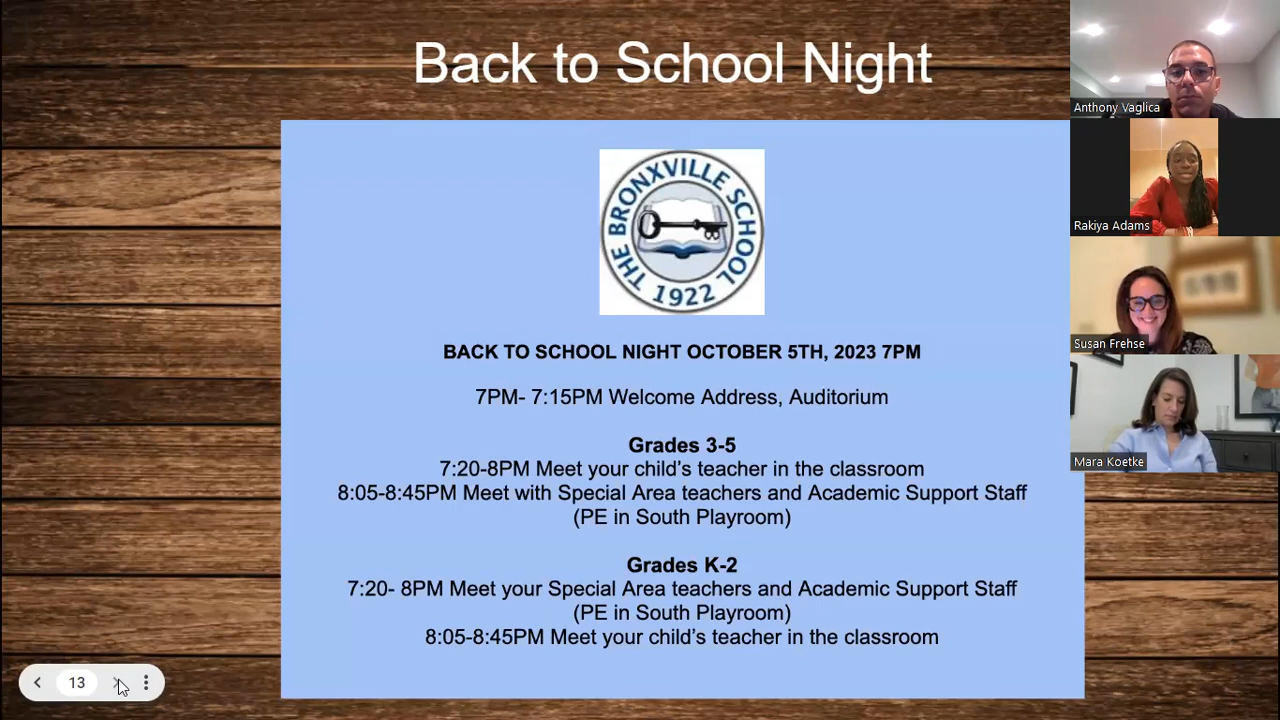 Back to School Night
THE BRONXVILLE SCHOOL
1922
BACK TO SCHOOL NIGHT OCTOBER 5TH, 2023 7PM
7PM- 7:15PM Welcome Address, Auditorium
Grades 3-5
7:20-8PM Meet your child's teacher in the classroom
8:05-8:45PM Meet with Special Area teachers and Academic Support Staff
(PE in South Playroom)
Grades K-2
7:20- 8PM Meet your Special Area teachers and Academic Support Staff
(PE in South Playroom)
8:05-8:45PM Meet your child's teacher in the classroom
13
Anthony Vaglica
Rakiya Adams
Susan Frehse
Mara Koetke